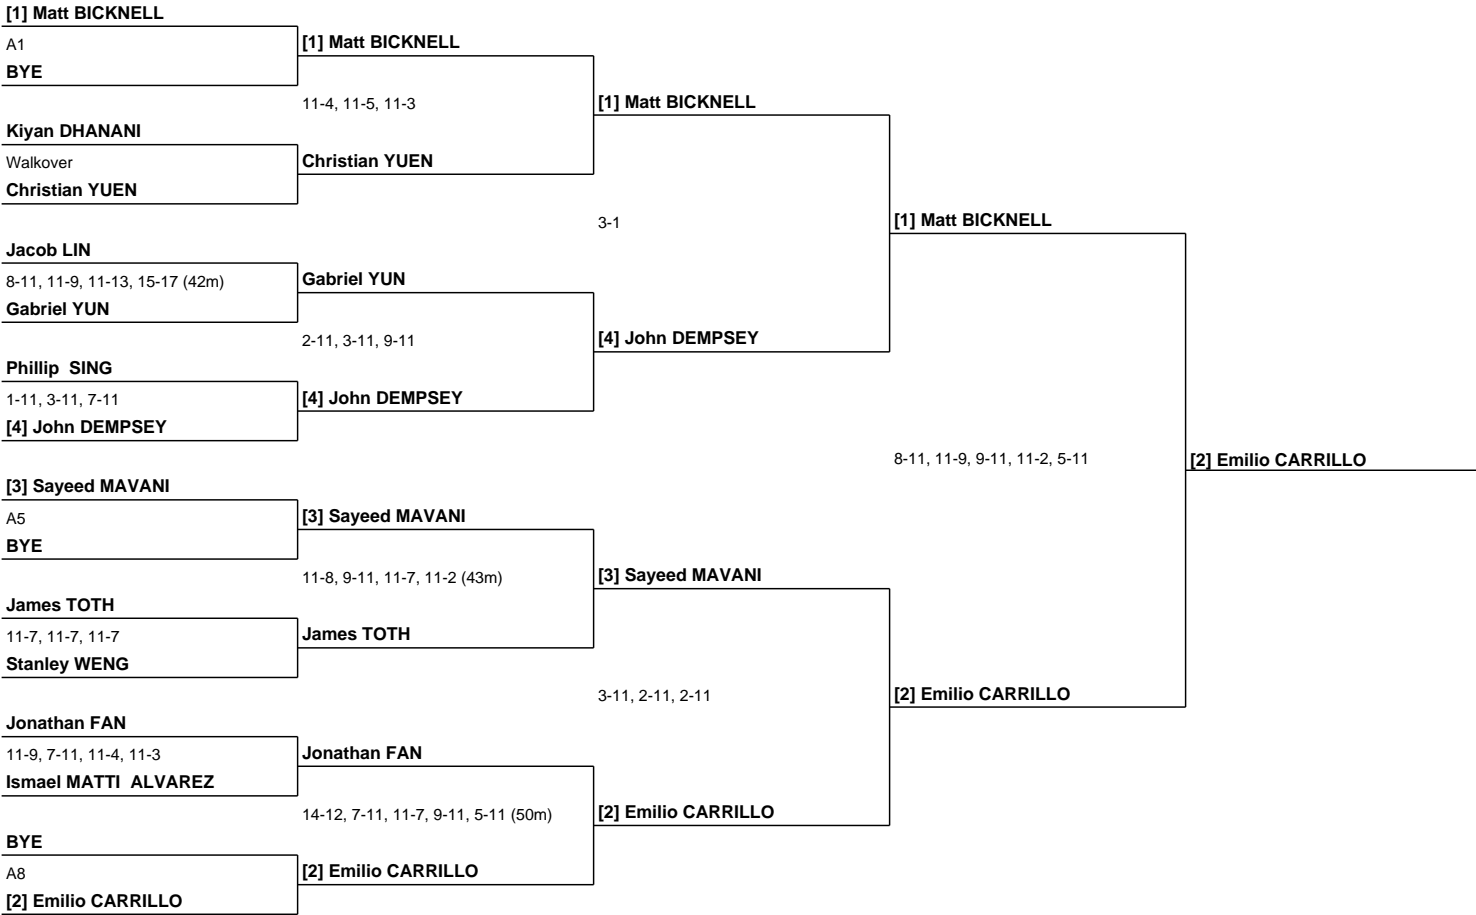 [1] Matt BICKNELL
A1
BYE
[1] Matt BICKNELL
11-4, 11-5, 11-3
Kiyan DHANANI
Walkover
Christian YUEN
Christian YUEN
[1] Matt BICKNELL
3-1
Jacob LIN
8-11, 11-9, 11-13, 15-17 (42m)
Gabriel YUN
Gabriel YUN
2-11, 3-11, 9-11
Phillip  SING
1-11, 3-11, 7-11
[4] John DEMPSEY
[4] John DEMPSEY
[4] John DEMPSEY
[1] Matt BICKNELL
8-11, 11-9, 9-11, 11-2, 5-11
[2] Emilio CARRILLO
[3] Sayeed MAVANI
A5
BYE
[3] Sayeed MAVANI
11-8, 9-11, 11-7, 11-2 (43m)
James TOTH
11-7, 11-7, 11-7
Stanley WENG
James TOTH
[3] Sayeed MAVANI
3-11, 2-11, 2-11
[2] Emilio CARRILLO
Jonathan FAN
11-9, 7-11, 11-4, 11-3
Ismael MATTI  ALVAREZ
Jonathan FAN
14-12, 7-11, 11-7, 9-11, 5-11 (50m)
[2] Emilio CARRILLO
BYE
A8
[2] Emilio CARRILLO
[2] Emilio CARRILLO